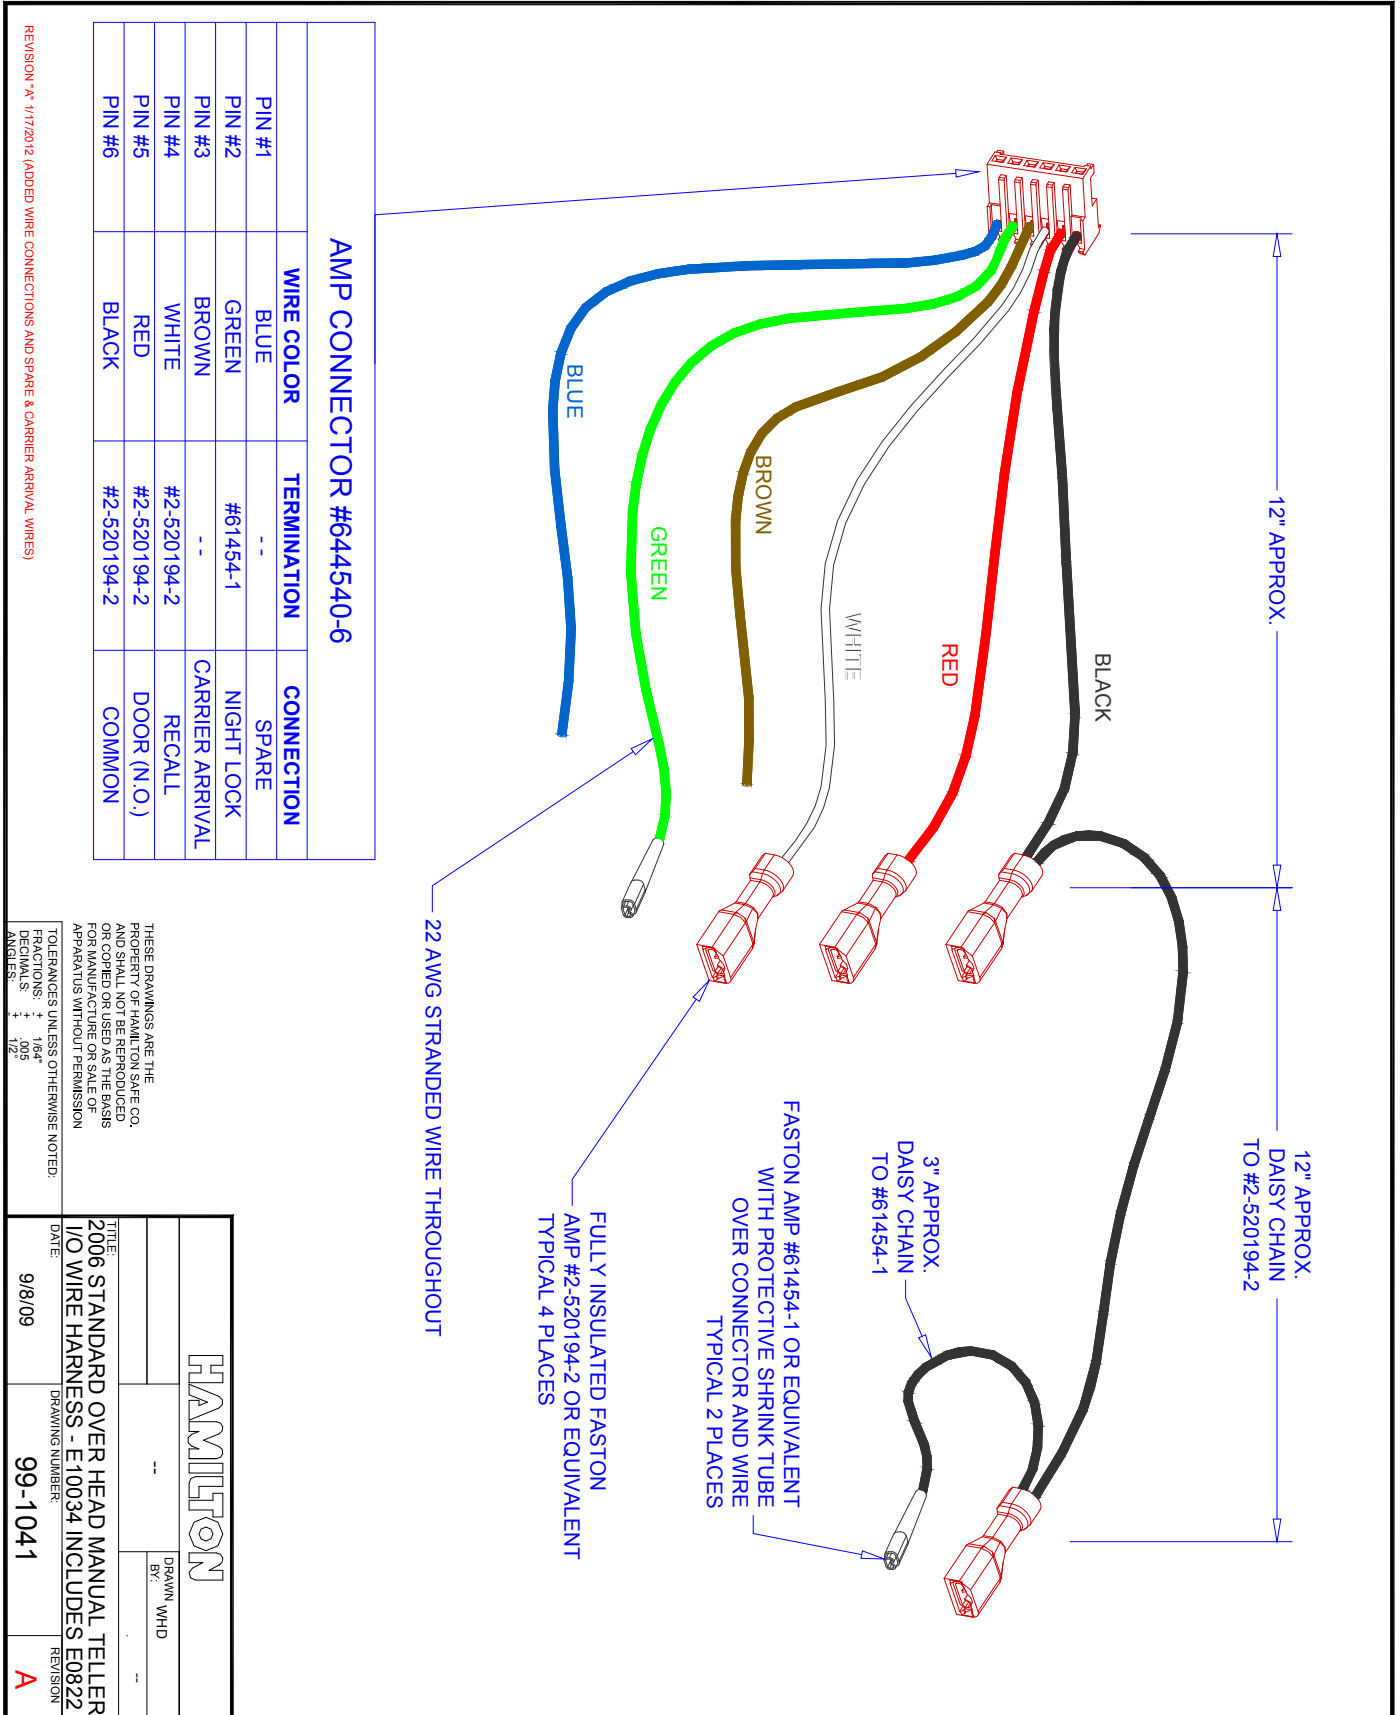 12" APPROX.
12" APPROX.
DAISY CHAIN
TO #2-520194-2
BLACK
RED
WHITE
BROWN
GREEN
BLUE
3" APPROX.
DAISY CHAIN
TO #61454-1
FASTON AMP #61454-1 OR EQUIVALENT
WITH PROTECTIVE SHRINK TUBE
OVER CONNECTOR AND WIRE
TYPICAL 2 PLACES
FULLY INSULATED FASTON
AMP #2-520194-2 OR EQUIVALENT
TYPICAL 4 PLACES
22 AWG STRANDED WIRE THROUGHOUT
AMP CONNECTOR #644540-6
WIRE COLOR TERMINATION CONNECTION
PIN #1 BLUE -- SPARE
PIN #2 GREEN #61454-1 NIGHT LOCK
PIN #3 BROWN -- CARRIER ARRIVAL
PIN #4 WHITE #2-520194-2 RECALL
PIN #5 RED #2-520194-2 DOOR (N.O.)
PIN #6 BLACK #2-520194-2 COMMON
REVISION "A" 1/17/2012 (ADDED WIRE CONNECTIONS AND SPARE & CARRIER ARRIVAL WIRES)
THESE DRAWINGS ARE THE
PROPERTY OF HAMILTON SAFE CO.
AND SHALL NOT BE REPRODUCED
OR COPIED OR USED AS THE BASIS
FOR MANUFACTURE OR SALE OF
APPARATUS WITHOUT PERMISSION
TOLERANCES UNLESS OTHERWISE NOTED:
FRACTIONS: ± 1/64"
DECIMALS: ± .005
ANGLES: ± 1/2°
HAMILTON
DRAWN WHD
BY:
--
--
TITLE:
2006 STANDARD OVER HEAD MANUAL TELLER
I/O WIRE HARNESS - E10034 INCLUDES E0822
DATE: DRAWING NUMBER: REVISION
9/8/09 99-1041 A